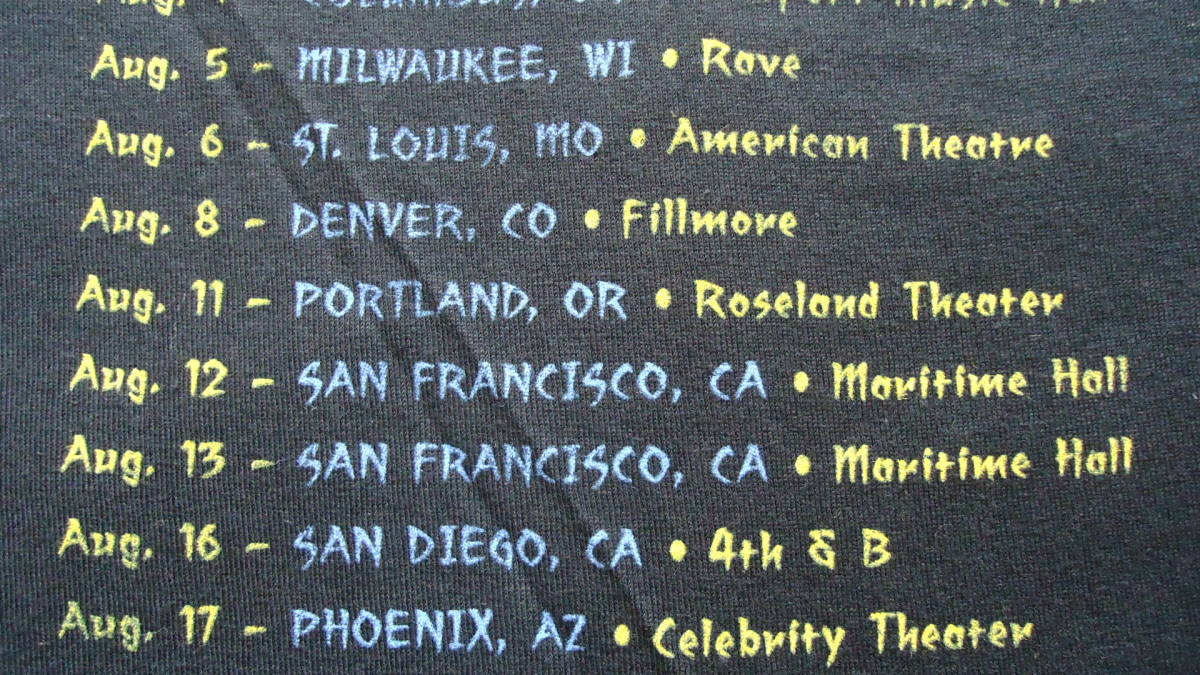 Aug. 5 - MILWAUKEE, WI • Rave
Aug. 6 - ST. LOUIS, MO • American Theatre
Aug. 8 - DENVER, CO • Fillmore
Aug. 11 - PORTLAND, OR • Roseland Theater
Aug. 12 - SAN FRANCISCO, CA • Maritime Hall
Aug. 13 - SAN FRANCISCO, CA • Maritime Hall
Aug. 16 - SAN DIEGO, CA • 4th & B
Aug. 17 - PHOENIX, AZ • Celebrity Theater